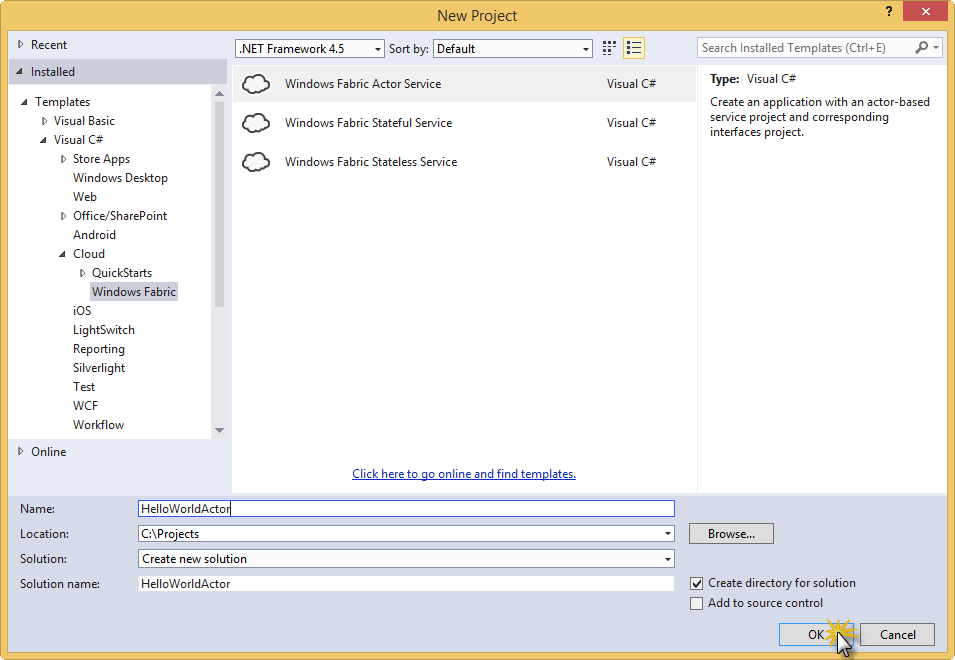 New Project
?
Recent
Installed
Templates
Visual Basic
Visual C#
Store Apps
Windows Desktop
Web
Office/SharePoint
Android
Cloud
QuickStarts
Windows Fabric
iOS
LightSwitch
Reporting
Silverlight
Test
WCF
Workflow
Online
.NET Framework 4.5 Sort by: Default
Windows Fabric Actor Service Visual C#
Windows Fabric Stateful Service Visual C#
Windows Fabric Stateless Service Visual C#
Click here to go online and find templates.
Search Installed Templates (Ctrl+E)
Type: Visual C#
Create an application with an actor-based
service project and corresponding
interfaces project.
Name: HelloWorldActor
Location: C:\Projects Browse...
Solution: Create new solution
Solution name: HelloWorldActor
Create directory for solution
Add to source control
OK Cancel